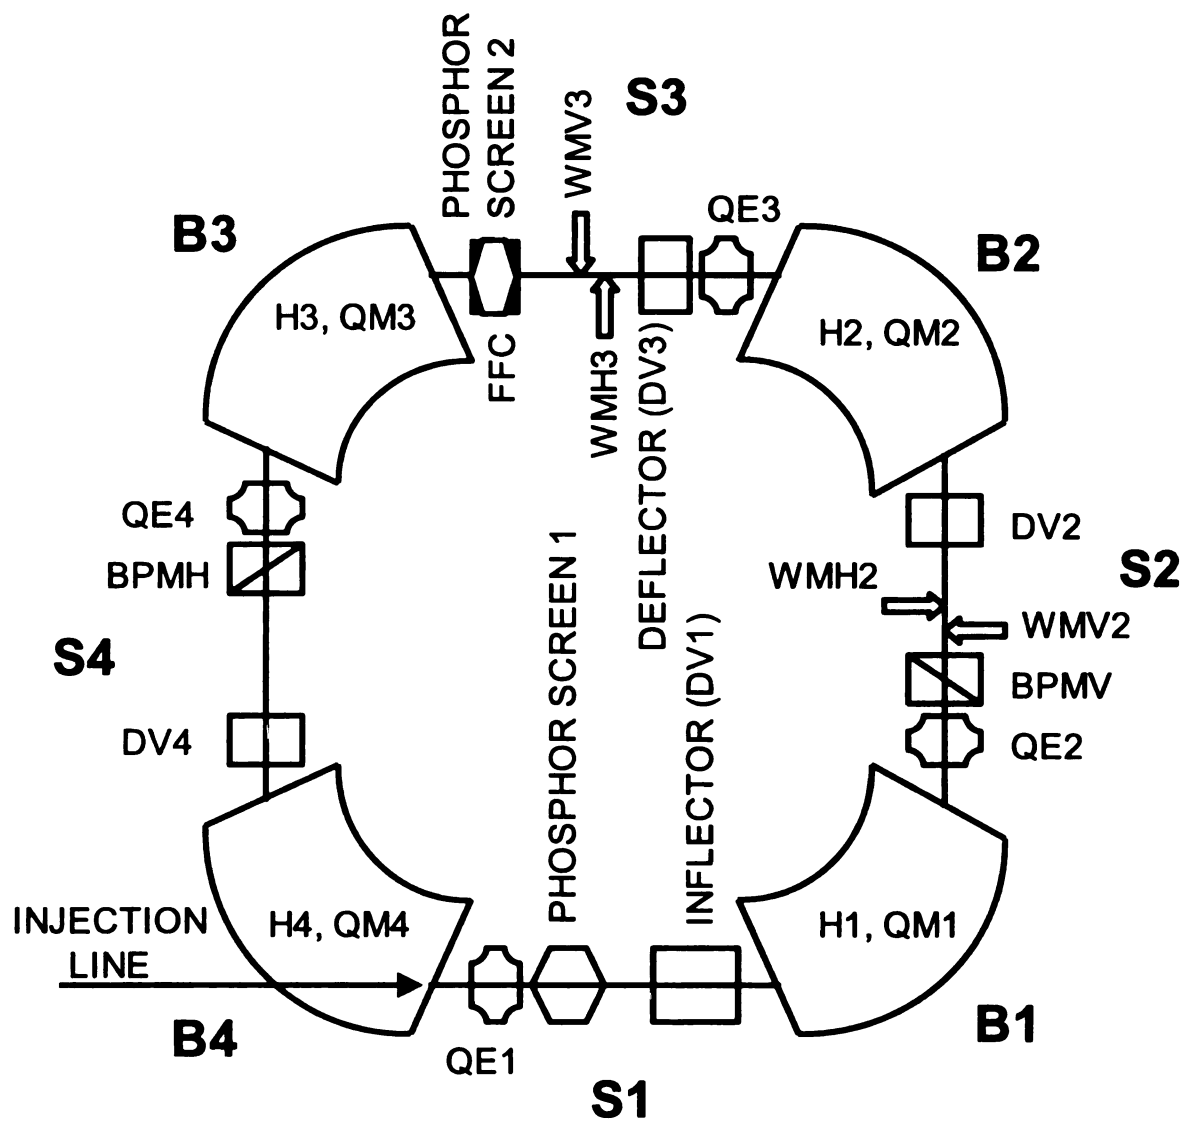 PHOSPHOR
SCREEN 2
WMV3
S3
B3
QE3
B2
H3, QM3
H2, QM2
FFC
WMH3
DEFLECTOR (DV3)
QE4
DV2
BPMH
PHOSPHOR SCREEN 1
WMH2
S2
WMV2
S4
INFLECTOR (DV1)
BPMV
DV4
QE2
INJECTION
LINE
H4, QM4
H1, QM1
B4
QE1
B1
S1